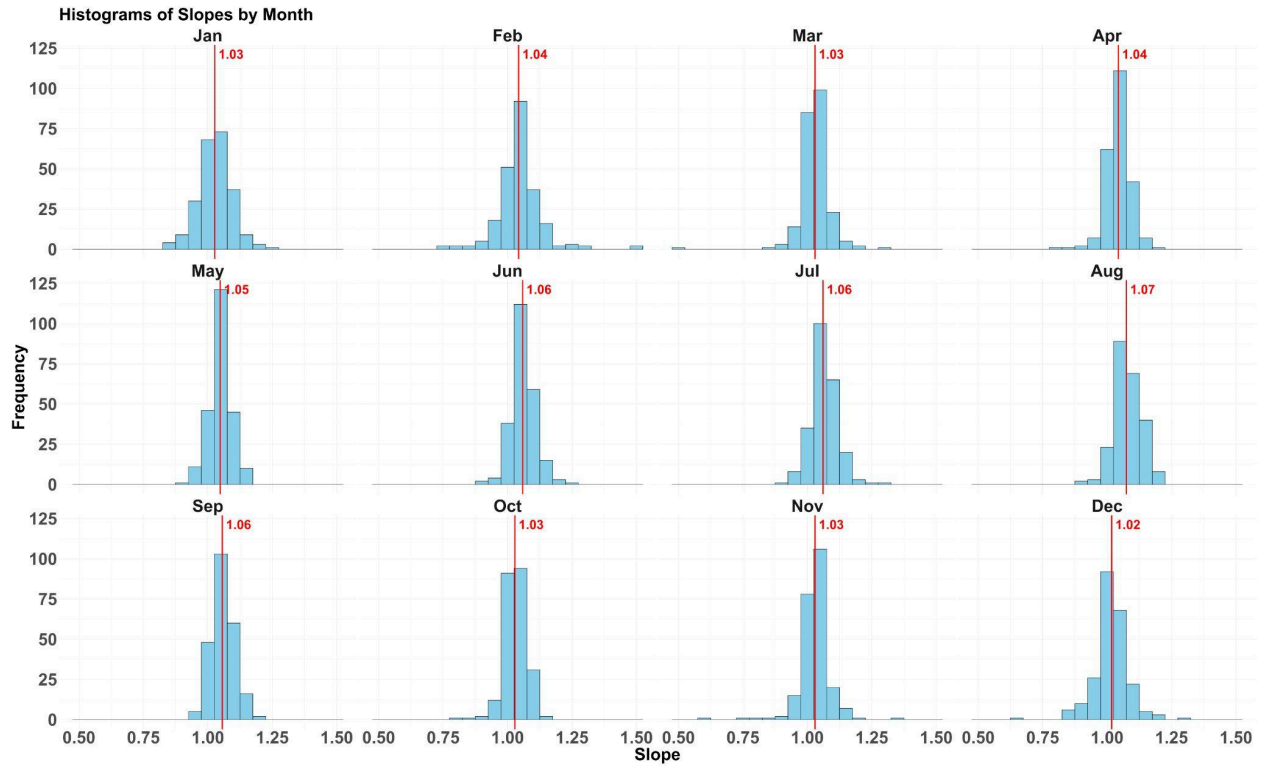 Histograms of Slopes by Month
Jan Feb Mar Apr
125 1.03 1.04 1.03 1.04
100
75
50
25
0
May Jun Jul Aug
125 1.05 1.06 1.06 1.07
100
75
50
25
0
Sep Oct Nov Dec
125 1.06 1.03 1.03 1.02
100
75
50
25
0
0.50 0.75 1.00 1.25 1.50 0.50 0.75 1.00 1.25 1.50 0.50 0.75 1.00 1.25 1.50 0.50 0.75 1.00 1.25 1.50
Slope
Frequency